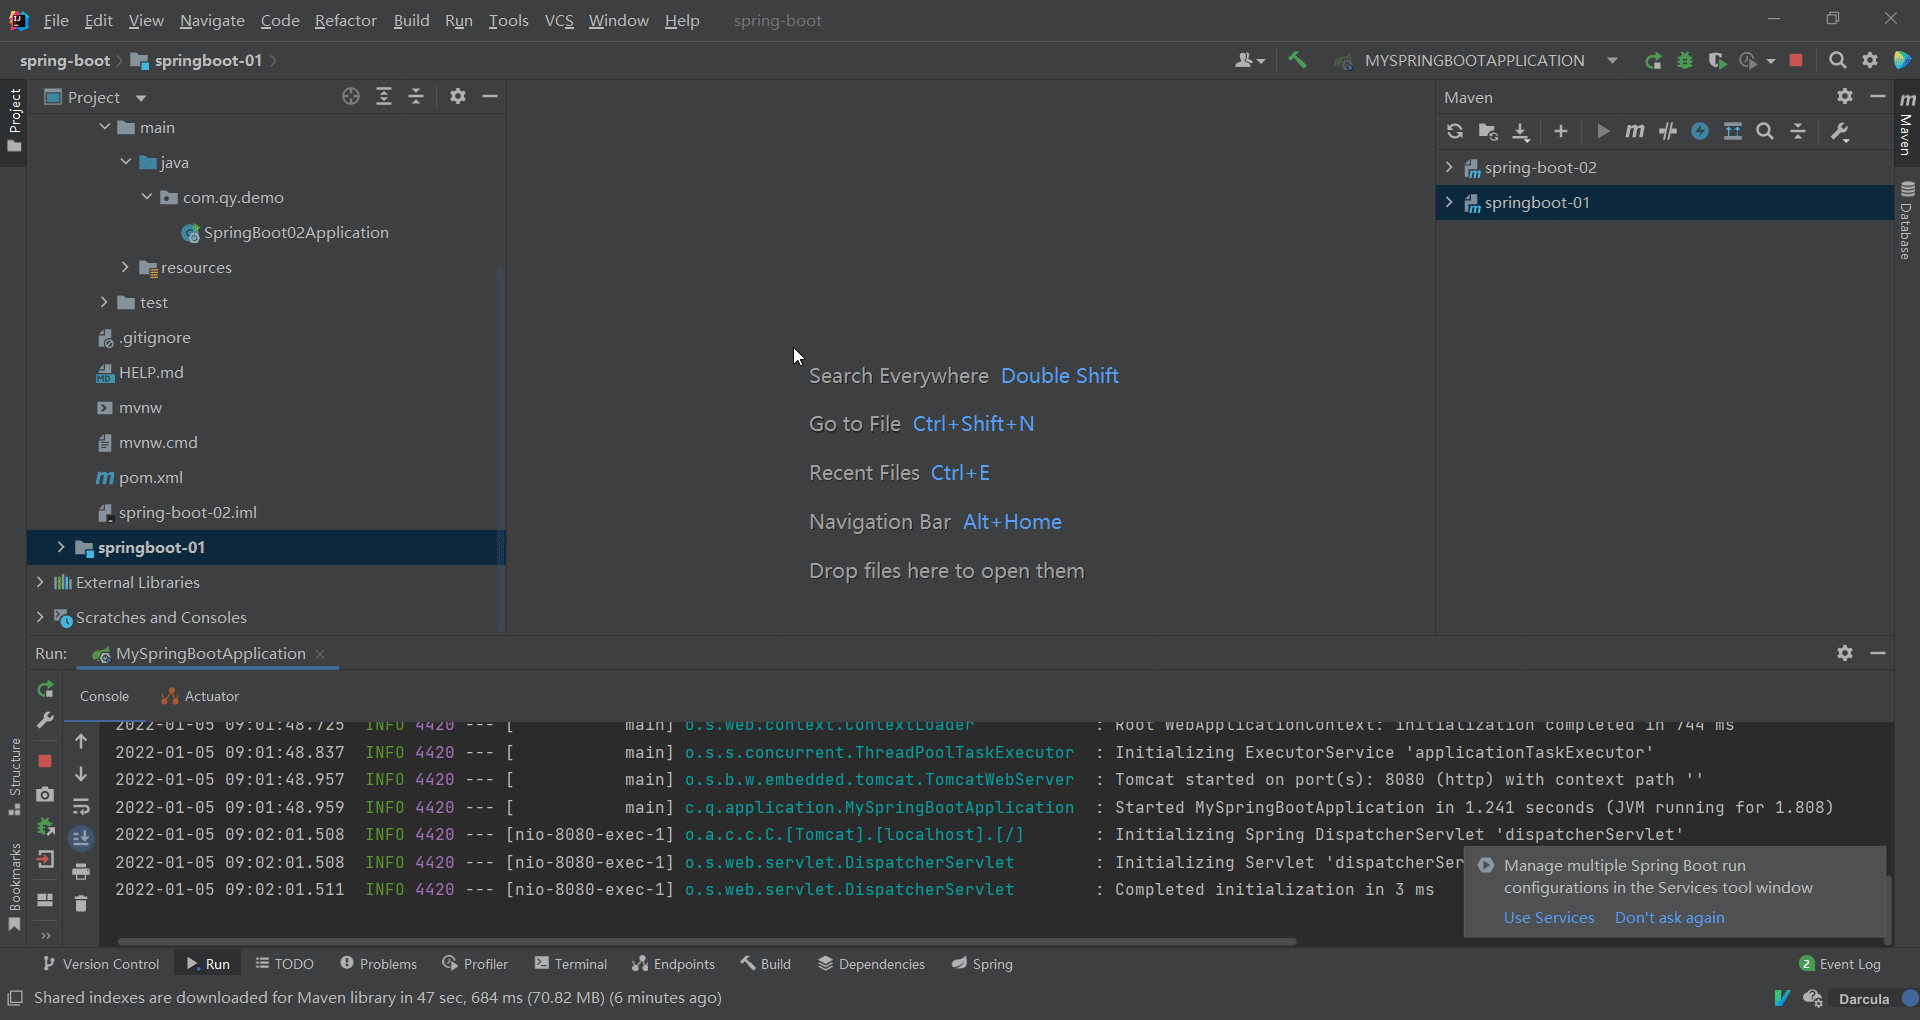 File Edit View Navigate Code Refactor Build Run Tools VCS Window Help spring-boot
spring-boot springboot-01 MYSPRINGBOOTAPPLICATION
Project
Project
main
java
com.qy.demo
SpringBoot02Application
resources
test
.gitignore
HELP.md
mvnw
mvnw.cmd
pom.xml
spring-boot-02.iml
springboot-01
External Libraries
Scratches and Consoles
Search Everywhere Double Shift
Go to File Ctrl+Shift+N
Recent Files Ctrl+E
Navigation Bar Alt+Home
Drop files here to open them
Maven
spring-boot-02
springboot-01
Maven
Database
Run: MySpringBootApplication
Console Actuator
2022-01-05 09:01:48.725 INFO 4420 --- [ main] o.s.web.context.ContextLoader : Root WebApplicationContext: initialization completed in 744 ms
2022-01-05 09:01:48.837 INFO 4420 --- [ main] o.s.s.concurrent.ThreadPoolTaskExecutor : Initializing ExecutorService 'applicationTaskExecutor'
2022-01-05 09:01:48.957 INFO 4420 --- [ main] o.s.b.w.embedded.tomcat.TomcatWebServer : Tomcat started on port(s): 8080 (http) with context path ''
2022-01-05 09:01:48.959 INFO 4420 --- [ main] c.q.application.MySpringBootApplication : Started MySpringBootApplication in 1.241 seconds (JVM running for 1.808)
2022-01-05 09:02:01.508 INFO 4420 --- [nio-8080-exec-1] o.a.c.c.C.[Tomcat].[localhost].[/] : Initializing Spring DispatcherServlet 'dispatcherServlet'
2022-01-05 09:02:01.508 INFO 4420 --- [nio-8080-exec-1] o.s.web.servlet.DispatcherServlet : Initializing Servlet 'dispatcherSer
2022-01-05 09:02:01.511 INFO 4420 --- [nio-8080-exec-1] o.s.web.servlet.DispatcherServlet : Completed initialization in 3 ms
Manage multiple Spring Boot run
configurations in the Services tool window
Use Services Don't ask again
Structure
Bookmarks
Version Control Run TODO Problems Profiler Terminal Endpoints Build Dependencies Spring 2 Event Log
Shared indexes are downloaded for Maven library in 47 sec, 684 ms (70.82 MB) (6 minutes ago) Darcula